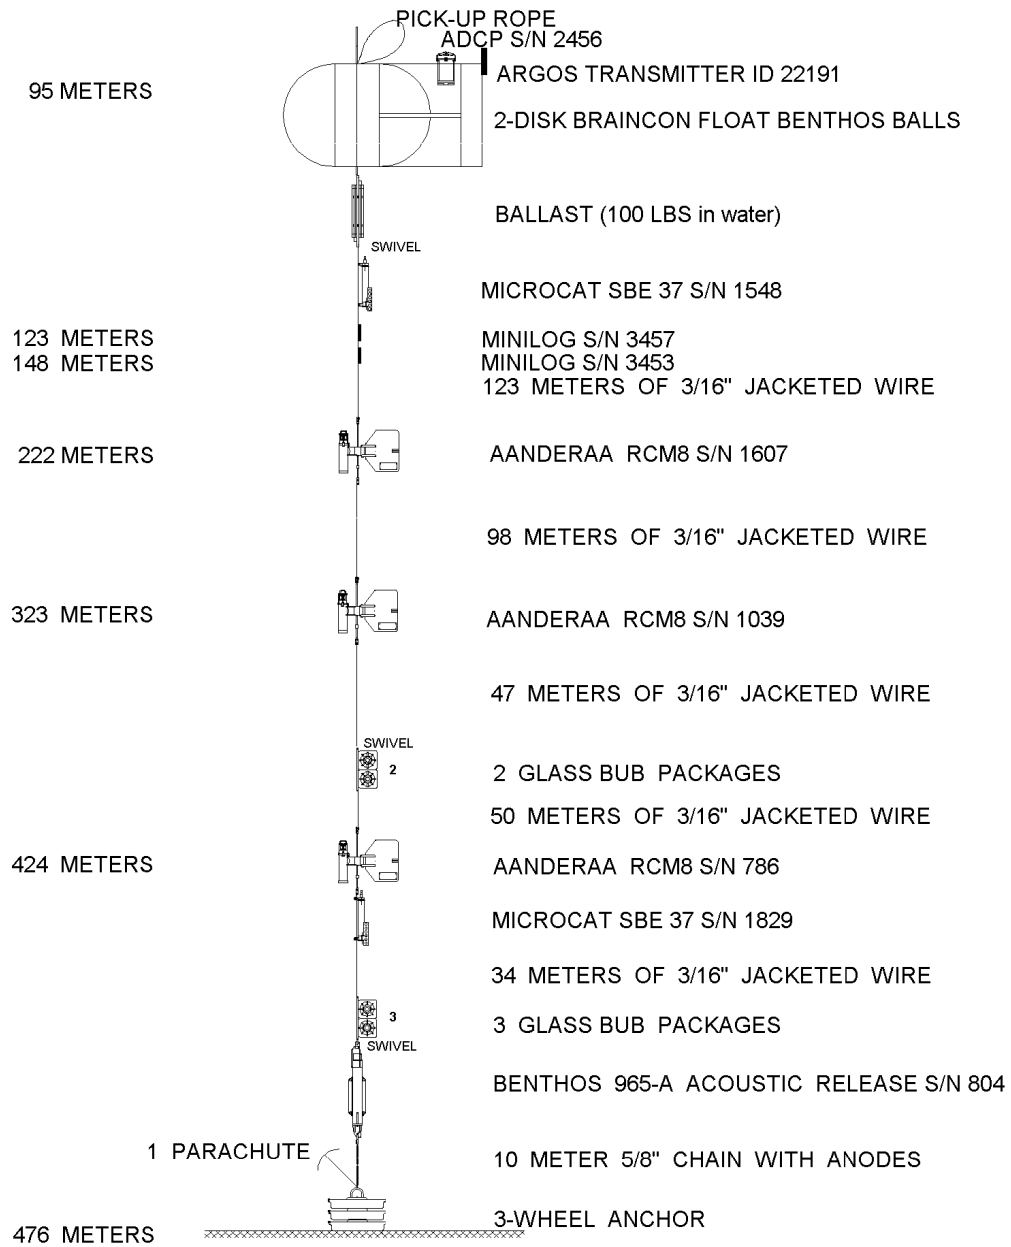 PICK-UP ROPE
ADCP S/N 2456
ARGOS TRANSMITTER ID 22191
95 METERS
2-DISK BRAINCON FLOAT BENTHOS BALLS
BALLAST (100 LBS in water)
SWIVEL
MICROCAT SBE 37 S/N 1548
123 METERS
MINILOG S/N 3457
148 METERS
MINILOG S/N 3453
123 METERS OF 3/16" JACKETED WIRE
222 METERS
AANDERAA RCM8 S/N 1607
98 METERS OF 3/16" JACKETED WIRE
323 METERS
AANDERAA RCM8 S/N 1039
47 METERS OF 3/16" JACKETED WIRE
SWIVEL
2
2 GLASS BUB PACKAGES
50 METERS OF 3/16" JACKETED WIRE
424 METERS
AANDERAA RCM8 S/N 786
MICROCAT SBE 37 S/N 1829
34 METERS OF 3/16" JACKETED WIRE
3
3 GLASS BUB PACKAGES
SWIVEL
BENTHOS 965-A ACOUSTIC RELEASE S/N 804
1 PARACHUTE
10 METER 5/8" CHAIN WITH ANODES
3-WHEEL ANCHOR
476 METERS